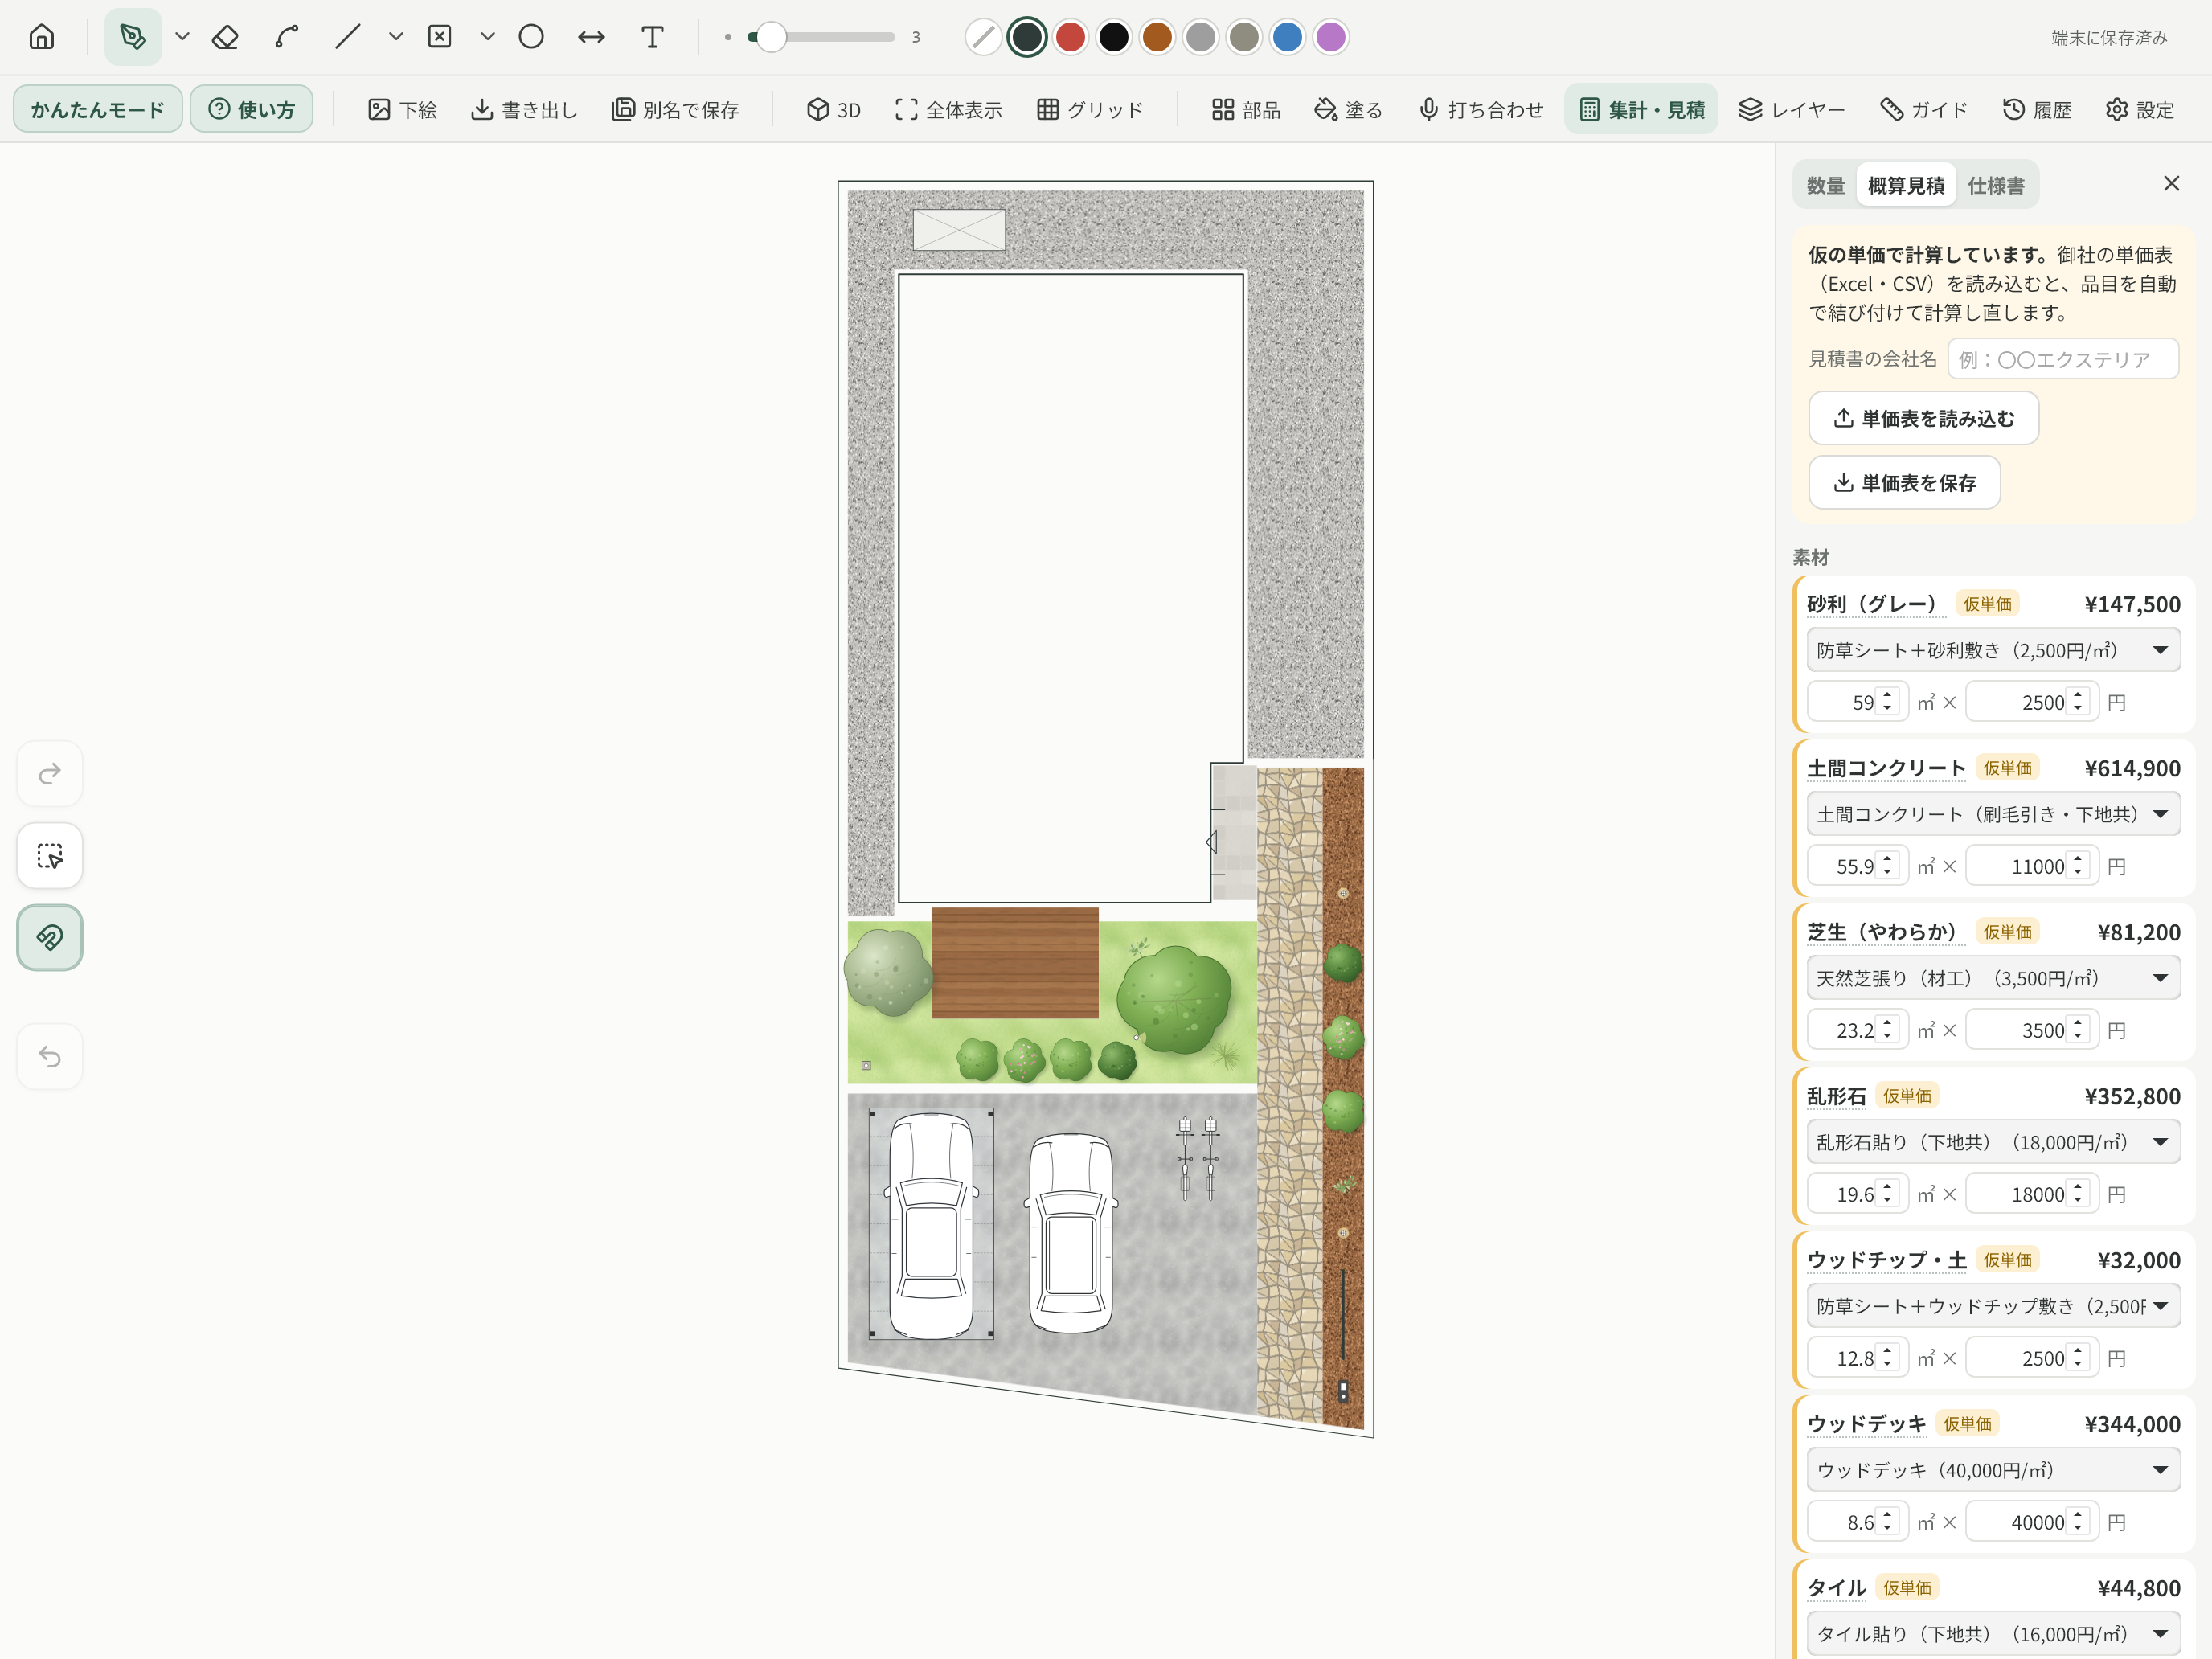 3
端末に保存済み
かんたんモード
使い方
下絵
書き出し
別名で保存
3D
全体表示
グリッド
部品
塗る
打ち合わせ
集計・見積
レイヤー
ガイド
履歴
設定
数量
概算見積
仕様書
仮の単価で計算しています。御社の単価表
（Excel・CSV）を読み込むと、品目を自動
で結び付けて計算し直します。
見積書の会社名
例：〇〇エクステリア
単価表を読み込む
単価表を保存
素材
砂利（グレー） 仮単価 ¥147,500
防草シート＋砂利敷き（2,500円/㎡）
59 ㎡ × 2500 円
土間コンクリート 仮単価 ¥614,900
土間コンクリート（刷毛引き・下地共）
55.9 ㎡ × 11000 円
芝生（やわらか） 仮単価 ¥81,200
天然芝張り（材工）（3,500円/㎡）
23.2 ㎡ × 3500 円
乱形石 仮単価 ¥352,800
乱形石貼り（下地共）（18,000円/㎡）
19.6 ㎡ × 18000 円
ウッドチップ・土 仮単価 ¥32,000
防草シート＋ウッドチップ敷き（2,500
12.8 ㎡ × 2500 円
ウッドデッキ 仮単価 ¥344,000
ウッドデッキ（40,000円/㎡）
8.6 ㎡ × 40000 円
タイル 仮単価 ¥44,800
タイル貼り（下地共）（16,000円/㎡）